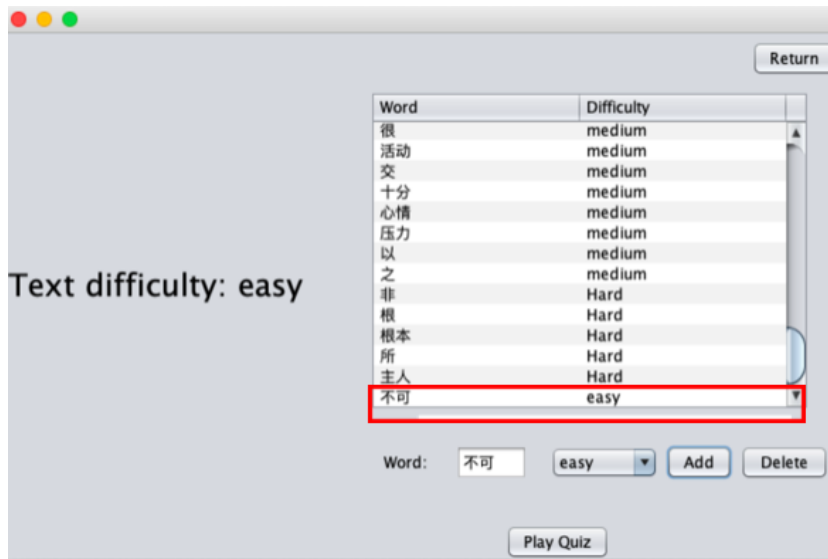 Return
Word Difficulty
很 medium
活动 medium
交 medium
十分 medium
心情 medium
压力 medium
以 medium
之 medium
Text difficulty: easy
非 Hard
根 Hard
根本 Hard
所 Hard
主人 Hard
不可 easy
Word: 不可 easy Add Delete
Play Quiz